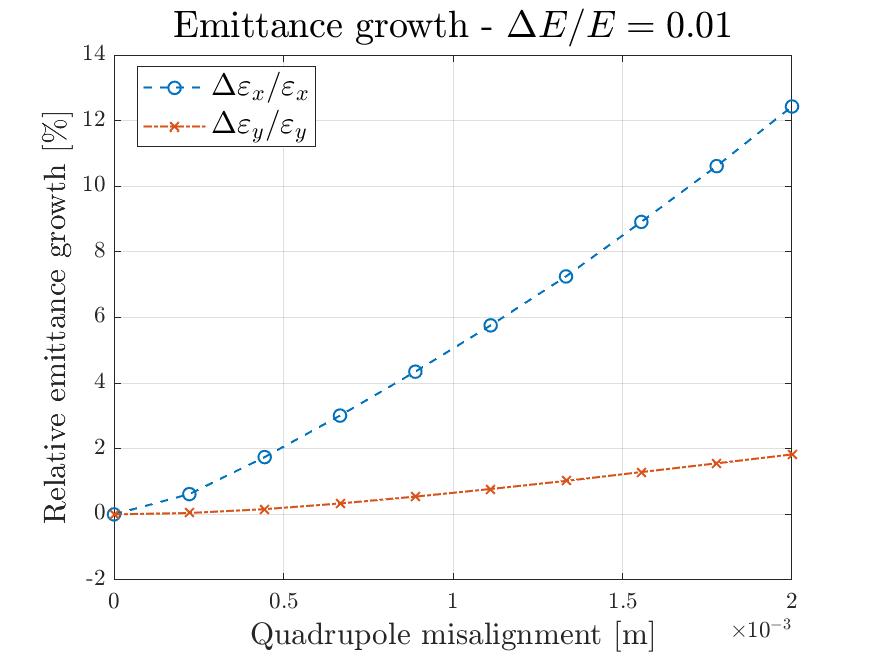 Emittance growth - ΔE/E = 0.01
14
12
10
8
6
4
2
0
-2
Relative emittance growth [%]
Δεx/εx
Δεy/εy
0 0.5 1 1.5 2
×10−3
Quadrupole misalignment [m]